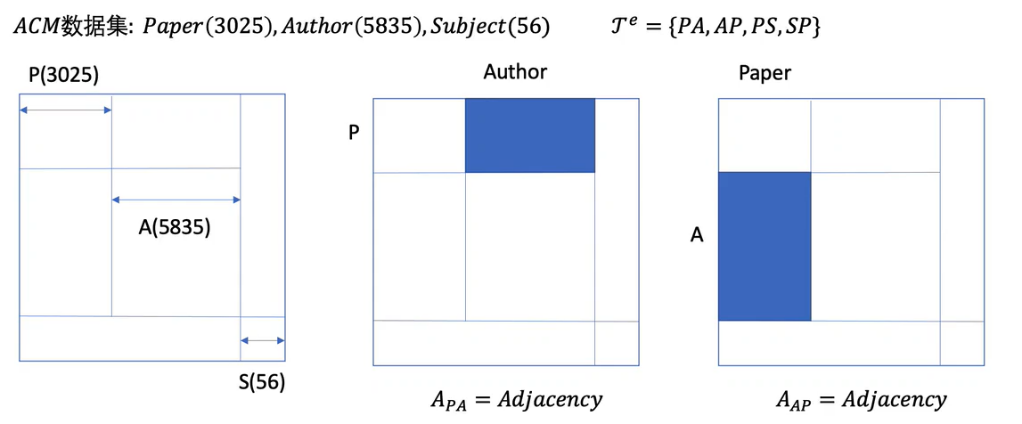 ACM数据集: Paper(3025), Author(5835), Subject(56) 𝒯ᵉ = {PA, AP, PS, SP}
P(3025)
Author
Paper
P
A(5835)
A
S(56)
A_PA = Adjacency
A_AP = Adjacency